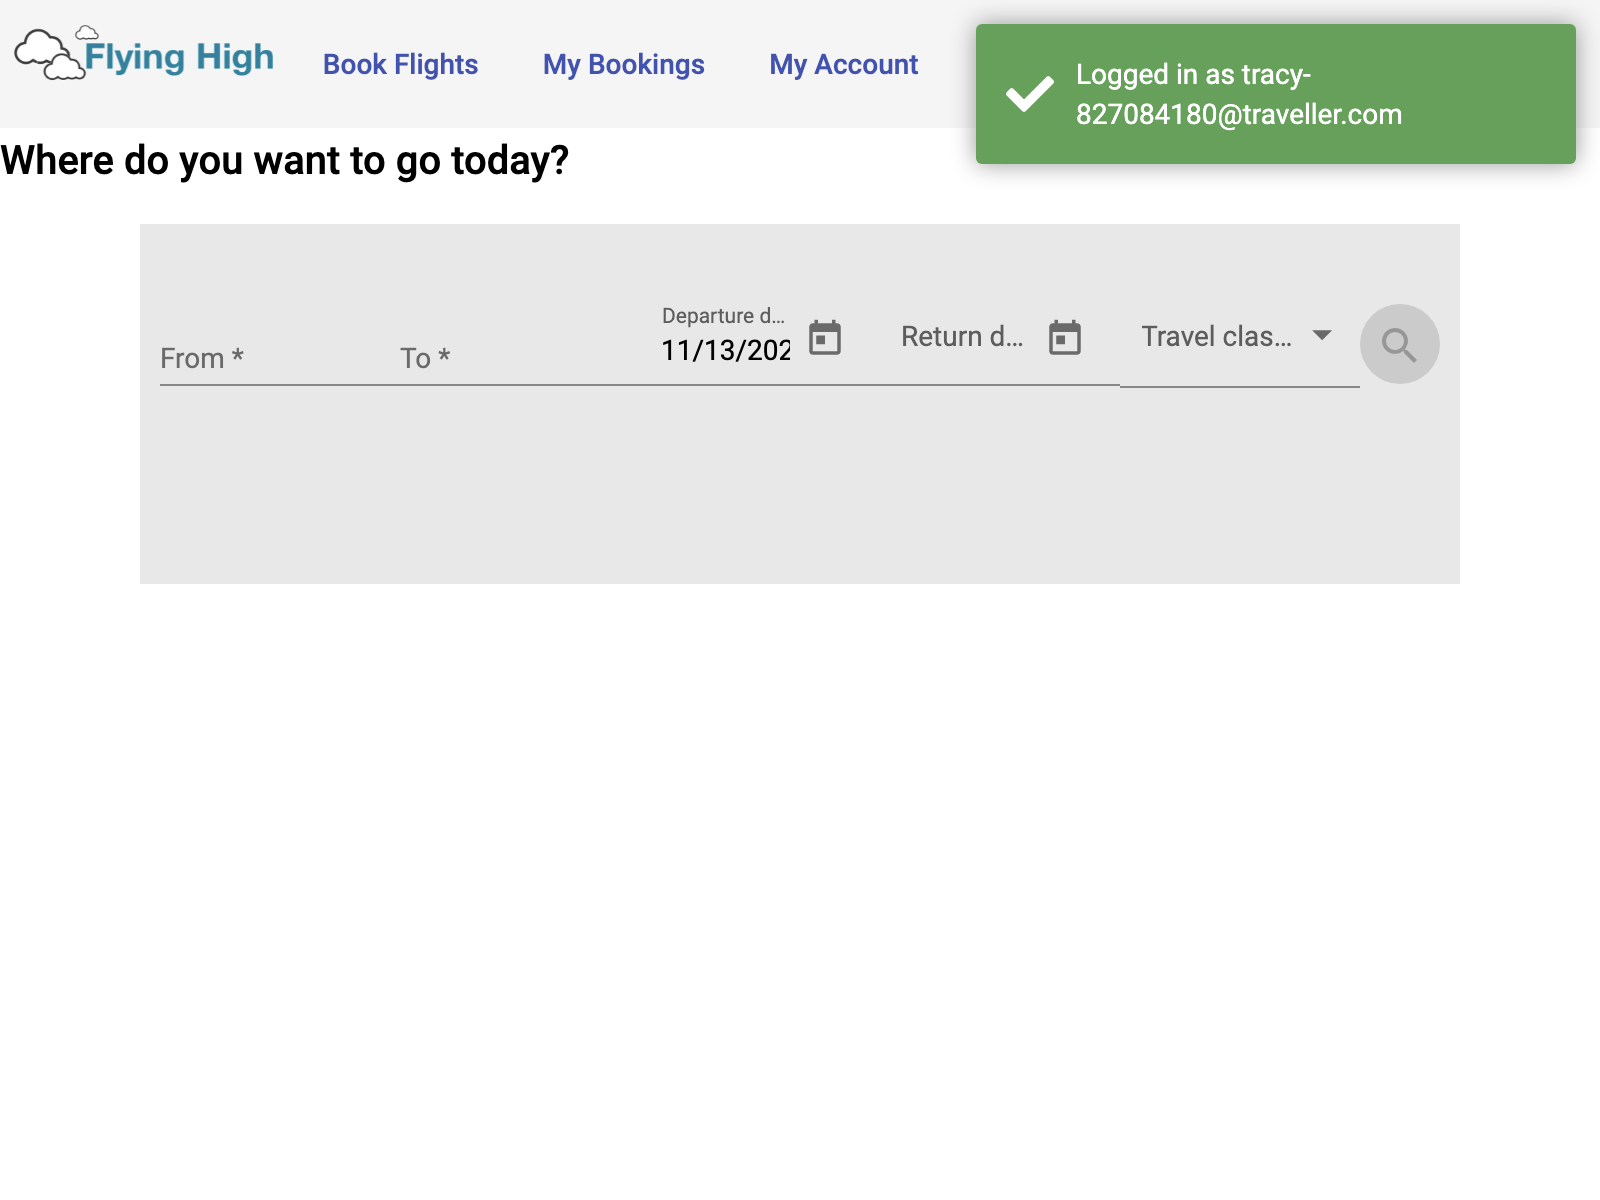 Flying High
Book Flights
My Bookings
My Account
Logged in as tracy-
827084180@traveller.com
Where do you want to go today?
From *
To *
Departure d...
11/13/202
Return d...
Travel clas...